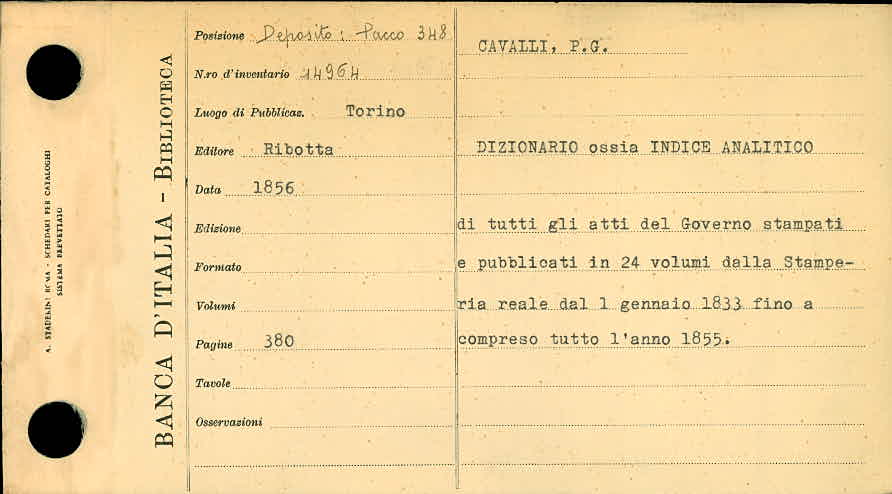 A. STADERINI ROMA - SCHEDARI PER CATALOGHI
SISTEMA BREVETTATO
BANCA D'ITALIA - BIBLIOTECA
Posizione Deposito: Pacco 348
N.ro d'inventario 14964
Luogo di Pubblicaz. Torino
Editore Ribotta
Data 1856
Edizione
Formato
Volumi
Pagine 380
Tavole
Osservazioni
CAVALLI, P.G.
DIZIONARIO ossia INDICE ANALITICO
di tutti gli atti del Governo stampati
e pubblicati in 24 volumi dalla Stampe-
ria reale dal 1 gennaio 1833 fino a
compreso tutto l'anno 1855.